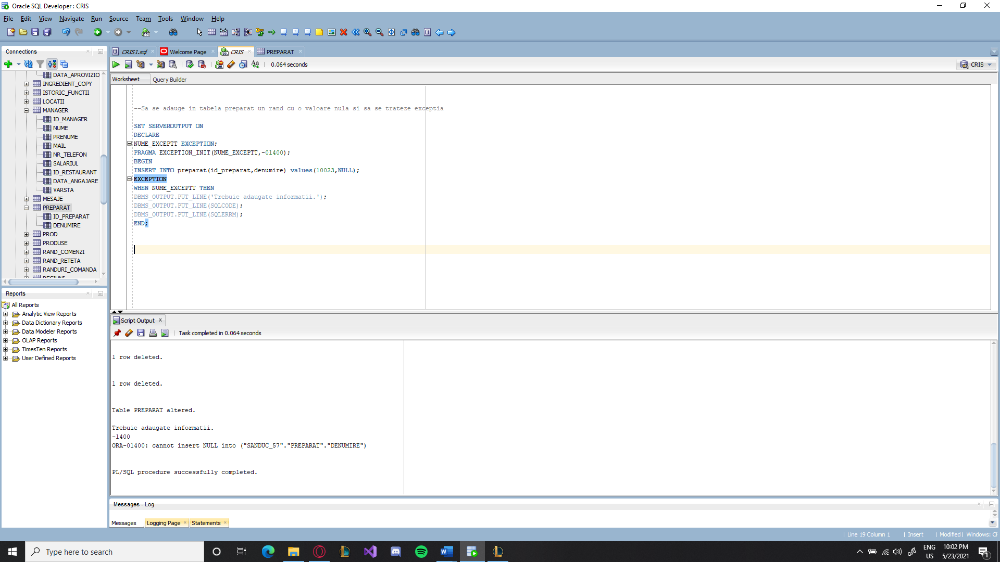 Oracle SQL Developer : CRIS
File Edit View Navigate Run Source Team Tools Window Help
Connections
DATA_APROVIZIO
INGREDIENT_COPY
ISTORIC_FUNCTII
LOCATII
MANAGER
ID_MANAGER
NUME
PRENUME
MAIL
NR_TELEFON
SALARIUL
ID_RESTAURANT
DATA_ANGAJARE
VARSTA
MESAJE
PREPARAT
ID_PREPARAT
DENUMIRE
PROD
PRODUSE
RAND_COMENZI
RAND_RETETA
RANDURI_COMANDA
Reports
All Reports
Analytic View Reports
Data Dictionary Reports
Data Modeler Reports
OLAP Reports
TimesTen Reports
User Defined Reports
CRIS1.sql Welcome Page CRIS PREPARAT
0.064 seconds
CRIS
Worksheet Query Builder
--Sa se adauge in tabela preparat un rand cu o valoare nula si sa se trateze exceptia
SET SERVEROUTPUT ON
DECLARE
NUME_EXCEPTT EXCEPTION;
PRAGMA EXCEPTION_INIT(NUME_EXCEPTT,-01400);
BEGIN
INSERT INTO preparat(id_preparat,denumire) values(10023,NULL);
EXCEPTION
WHEN NUME_EXCEPTT THEN
DBMS_OUTPUT.PUT_LINE('Trebuie adaugate informatii.');
DBMS_OUTPUT.PUT_LINE(SQLCODE);
DBMS_OUTPUT.PUT_LINE(SQLERRM);
END;
Script Output
Task completed in 0.064 seconds
1 row deleted.
1 row deleted.
Table PREPARAT altered.
Trebuie adaugate informatii.
-1400
ORA-01400: cannot insert NULL into ("SANDUC_57"."PREPARAT"."DENUMIRE")
PL/SQL procedure successfully completed.
Messages - Log
Messages Logging Page Statements
Line 19 Column 1 Insert Modified Windows:
Type here to search
ENG
US
10:02 PM
5/23/2021
1